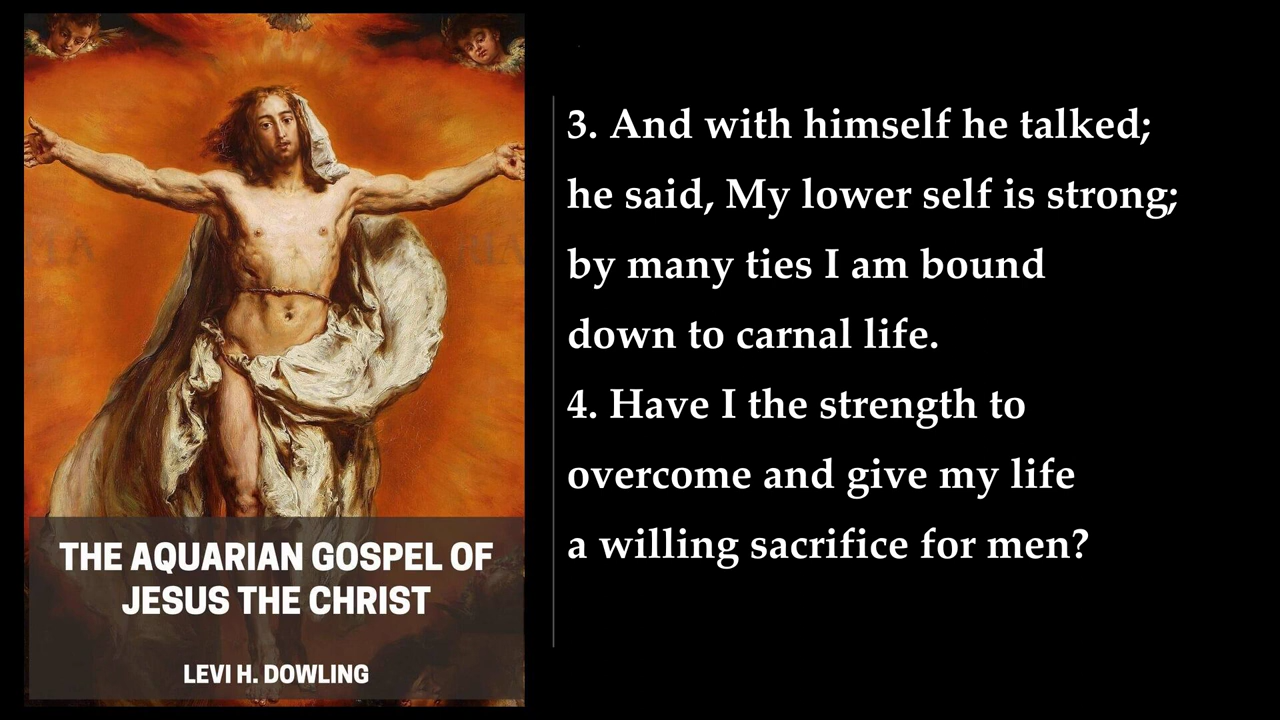 THE AQUARIAN GOSPEL OF
JESUS THE CHRIST
LEVI H. DOWLING
3. And with himself he talked;
he said, My lower self is strong;
by many ties I am bound
down to carnal life.
4. Have I the strength to
overcome and give my life
a willing sacrifice for men?